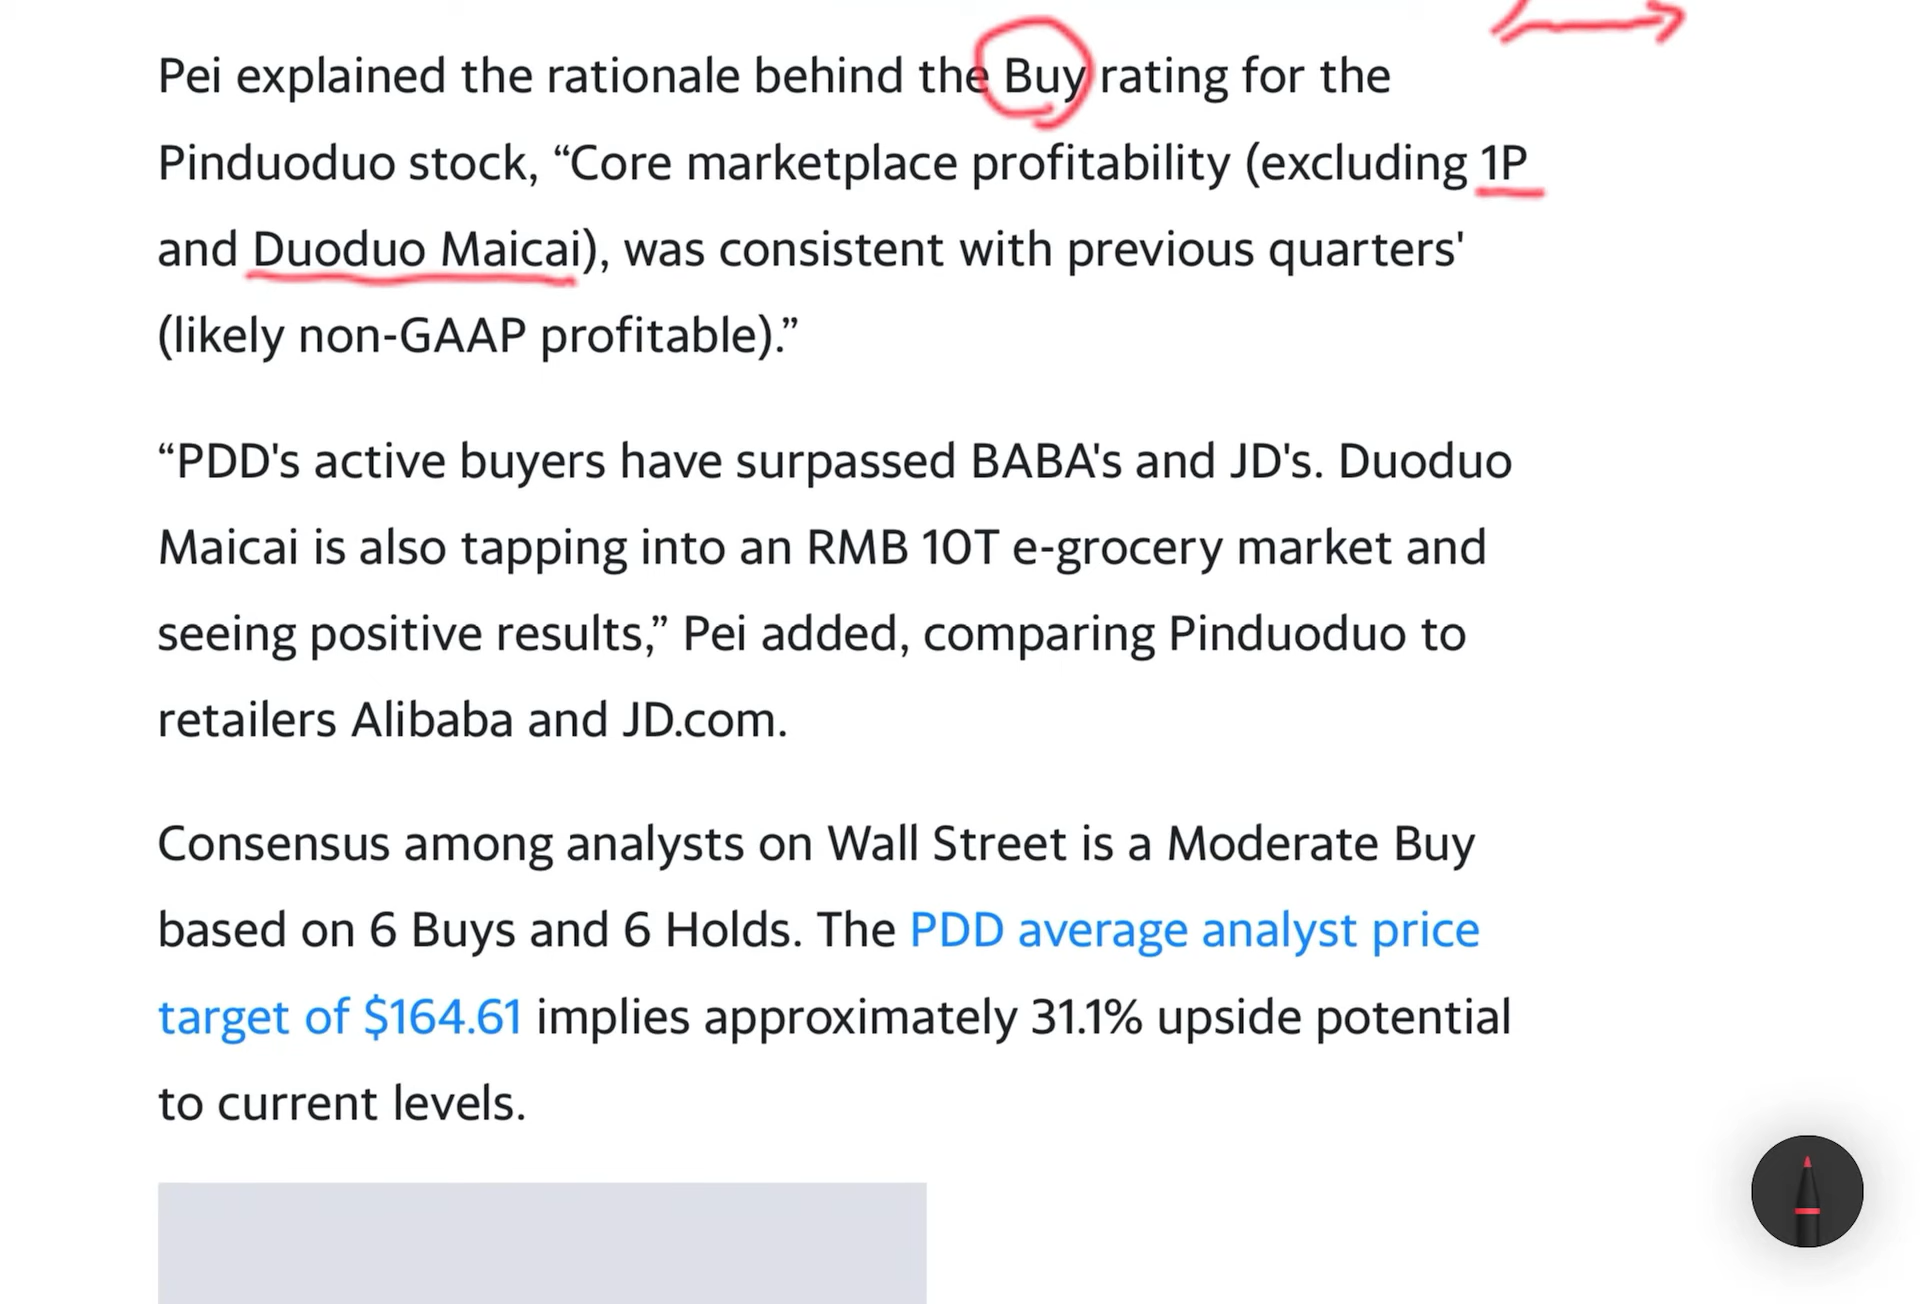 Pei explained the rationale behind the Buy rating for the
Pinduoduo stock, “Core marketplace profitability (excluding 1P
and Duoduo Maicai), was consistent with previous quarters'
(likely non-GAAP profitable).”
“PDD's active buyers have surpassed BABA's and JD's. Duoduo
Maicai is also tapping into an RMB 10T e-grocery market and
seeing positive results,” Pei added, comparing Pinduoduo to
retailers Alibaba and JD.com.
Consensus among analysts on Wall Street is a Moderate Buy
based on 6 Buys and 6 Holds. The PDD average analyst price
target of $164.61 implies approximately 31.1% upside potential
to current levels.